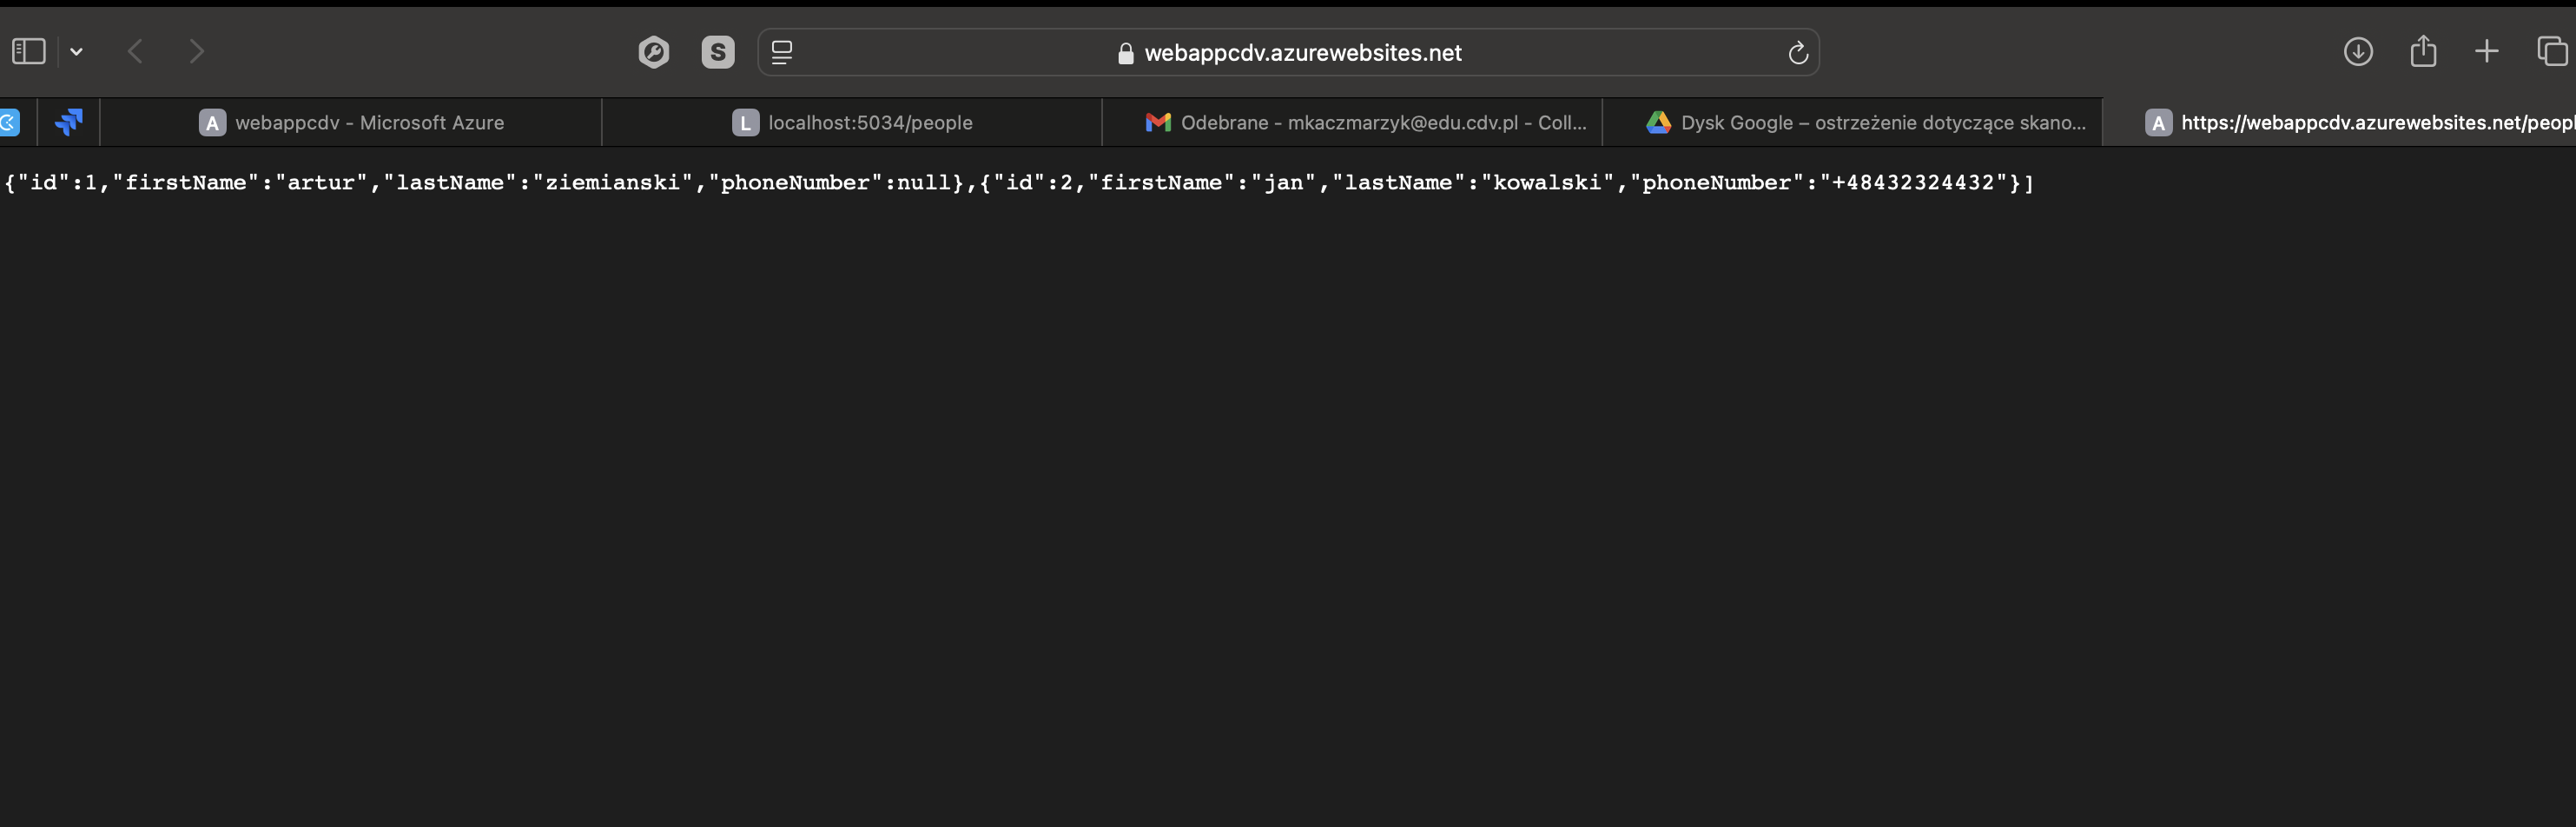 S
webappcdv.azurewebsites.net
A webappcdv - Microsoft Azure
L localhost:5034/people
Odebrane - mkaczmarzyk@edu.cdv.pl - Coll...
Dysk Google – ostrzeżenie dotyczące skano...
A https://webappcdv.azurewebsites.net/peopl
{"id":1,"firstName":"artur","lastName":"ziemianski","phoneNumber":null},{"id":2,"firstName":"jan","lastName":"kowalski","phoneNumber":"+48432324432"}]